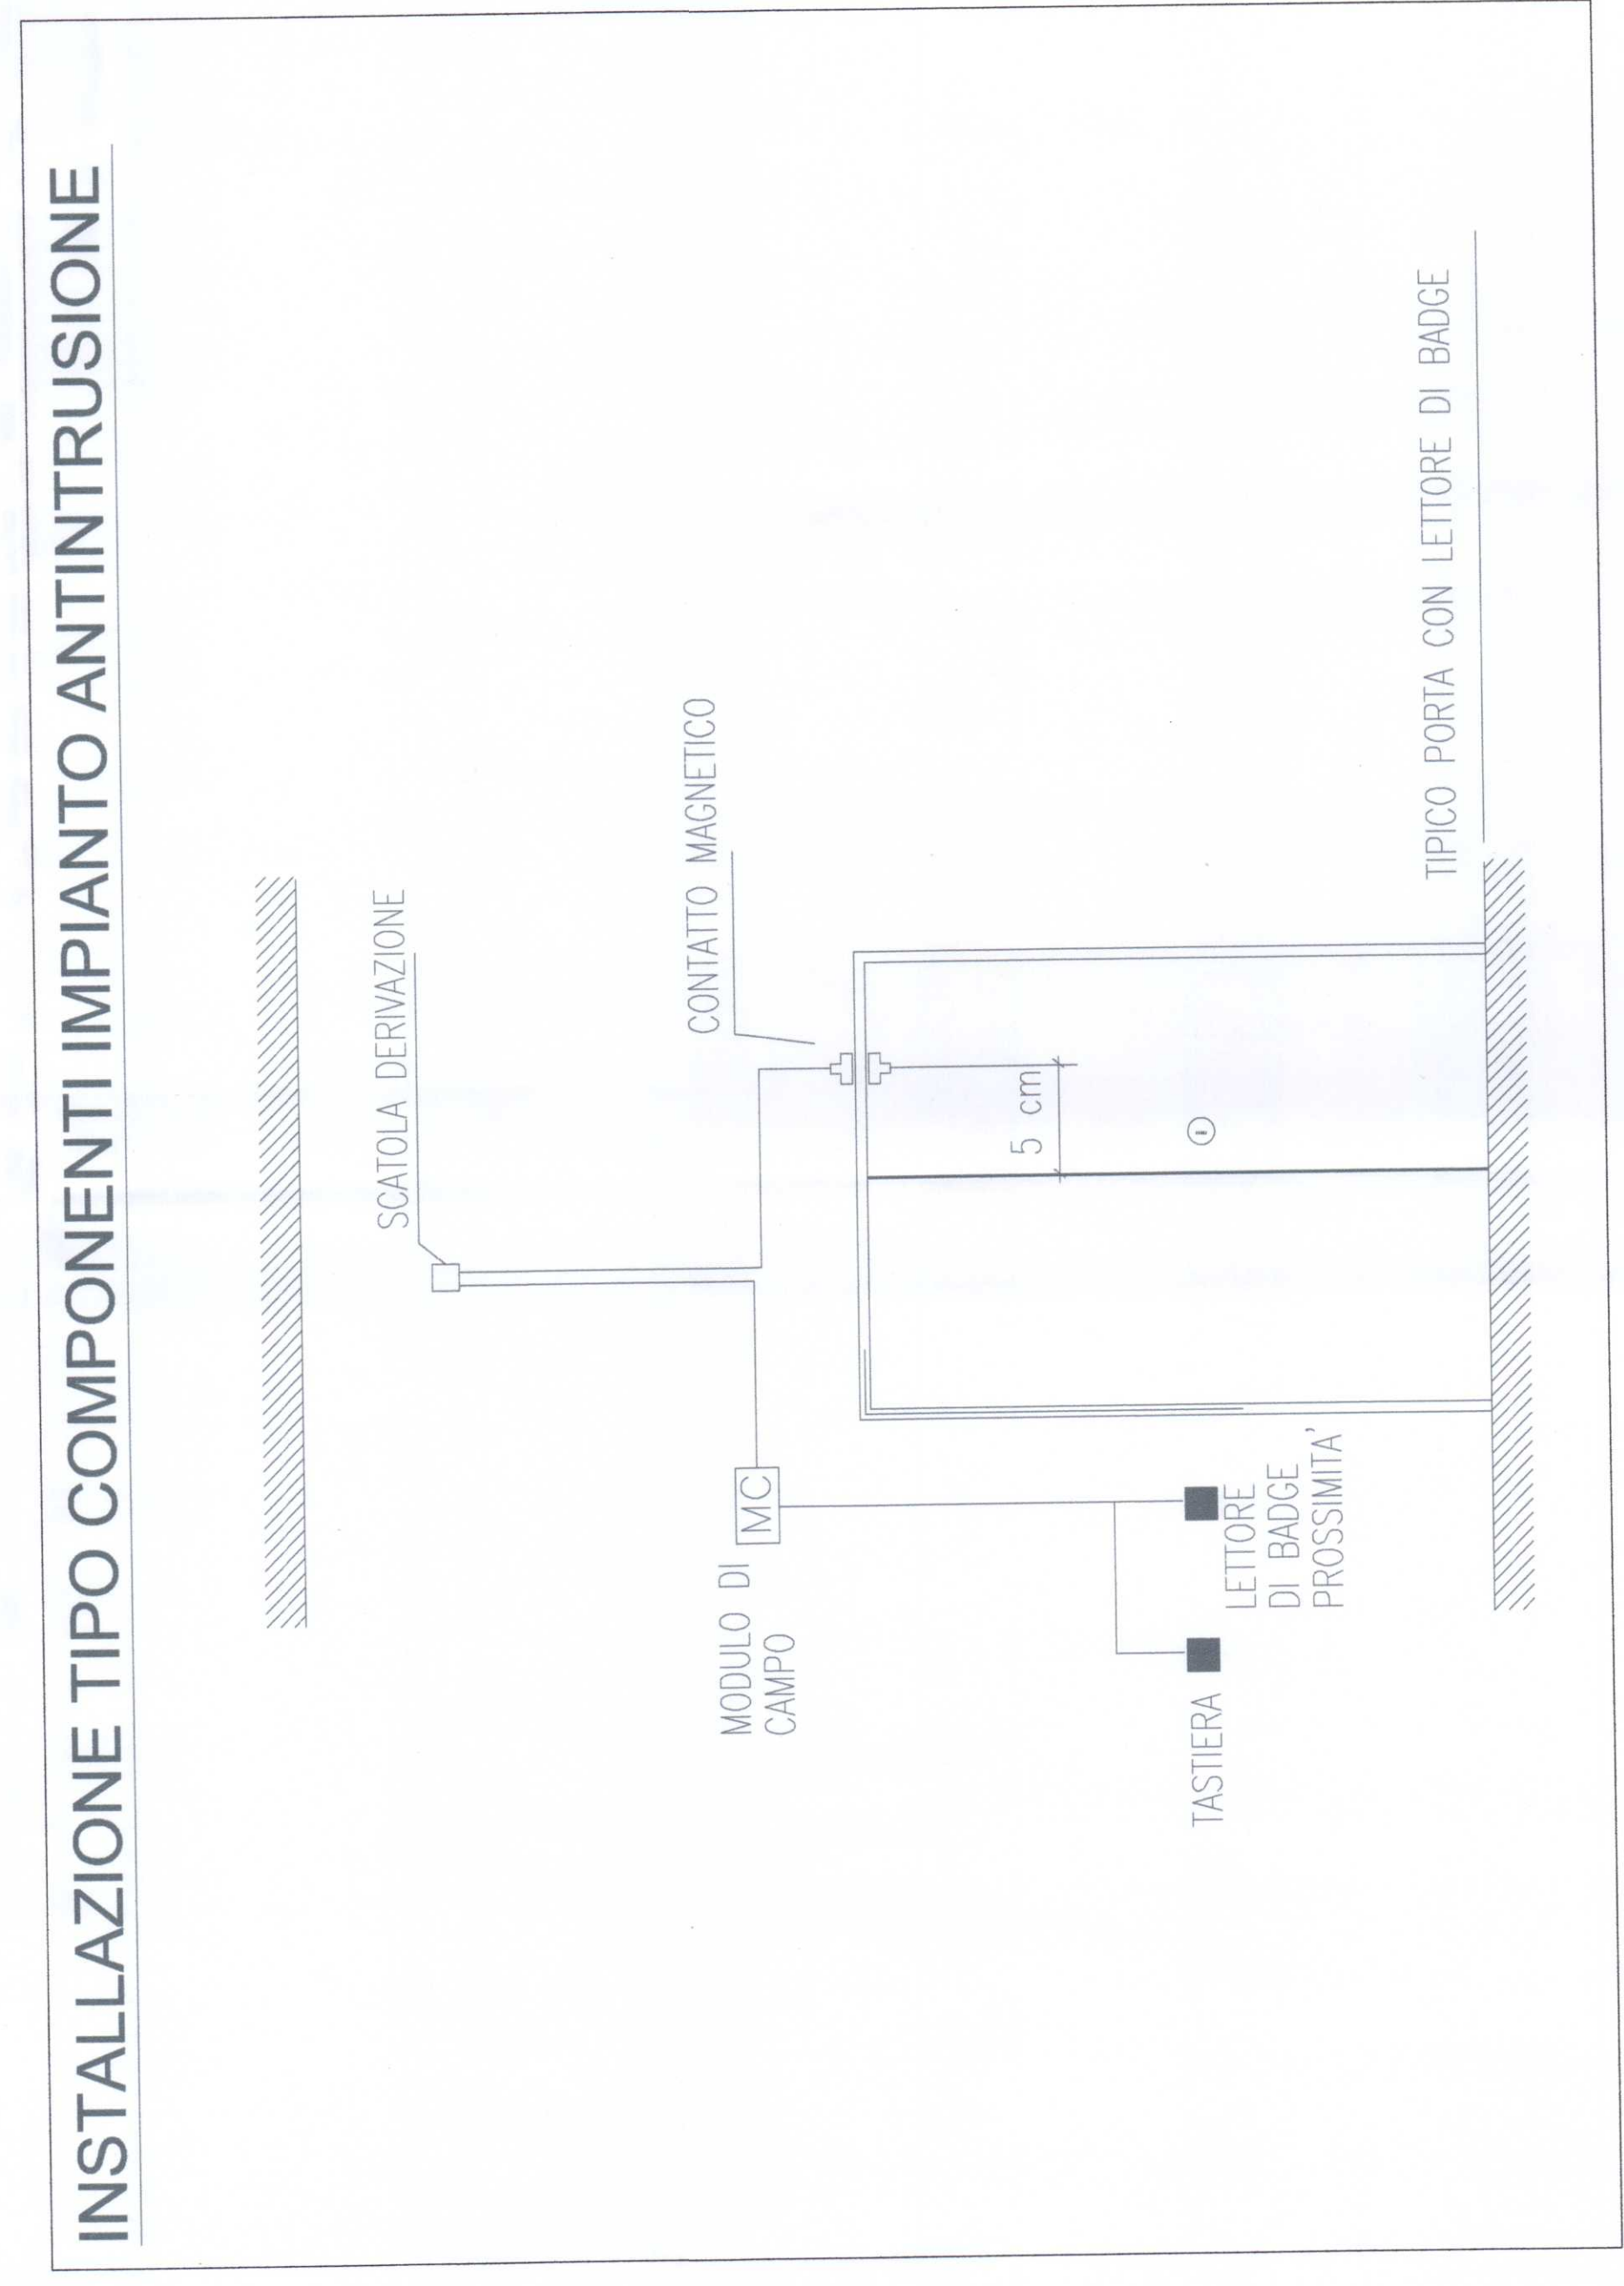 INSTALLAZIONE TIPO COMPONENTI IMPIANTO ANTINTRUSIONE
SCATOLA DERIVAZIONE
CONTATTO MAGNETICO
MODULO DI
CAMPO
MC
5 cm
TASTIERA
LETTORE
DI BADGE
PROSSIMITA'
TIPICO PORTA CON LETTORE DI BADGE